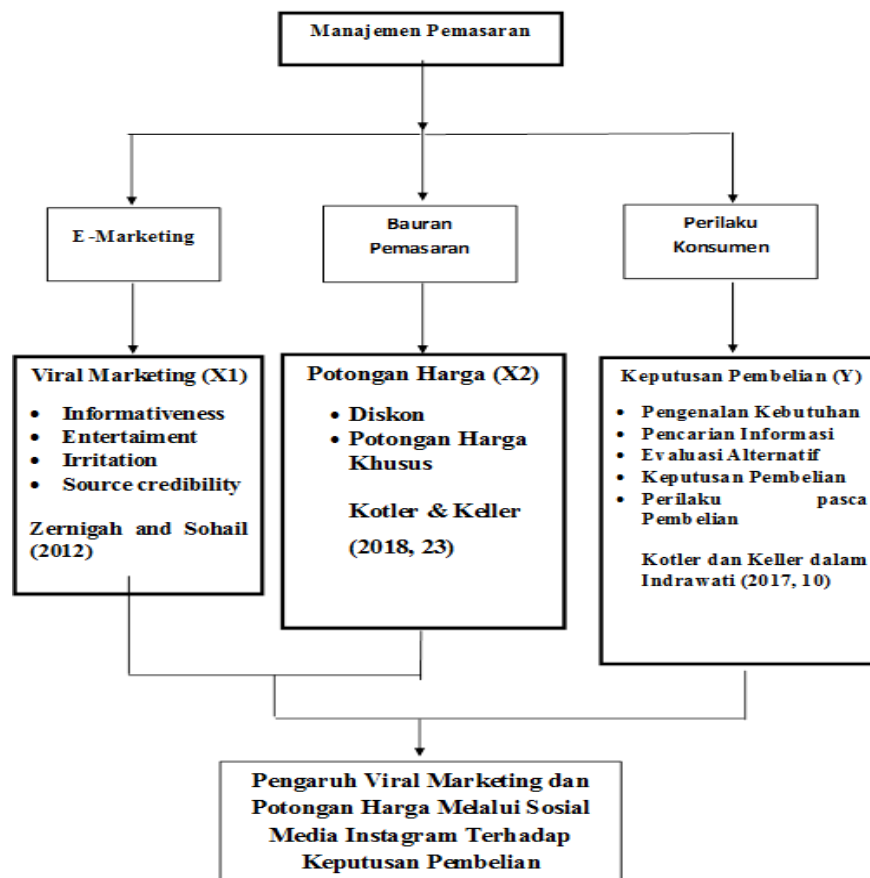 Manajemen Pemasaran
E-Marketing
Bauran
Pemasaran
Perilaku
Konsumen
Viral Marketing (X1)
• Informativeness
• Entertaiment
• Irritation
• Source credibility
Zernigah and Sohail
(2012)
Potongan Harga (X2)
• Diskon
• Potongan Harga
Khusus
Kotler & Keller
(2018, 23)
Keputusan Pembelian (Y)
• Pengenalan Kebutuhan
• Pencarian Informasi
• Evaluasi Alternatif
• Keputusan Pembelian
• Perilaku pasca
Pembelian
Kotler dan Keller dalam
Indrawati (2017, 10)
Pengaruh Viral Marketing dan
Potongan Harga Melalui Sosial
Media Instagram Terhadap
Keputusan Pembelian